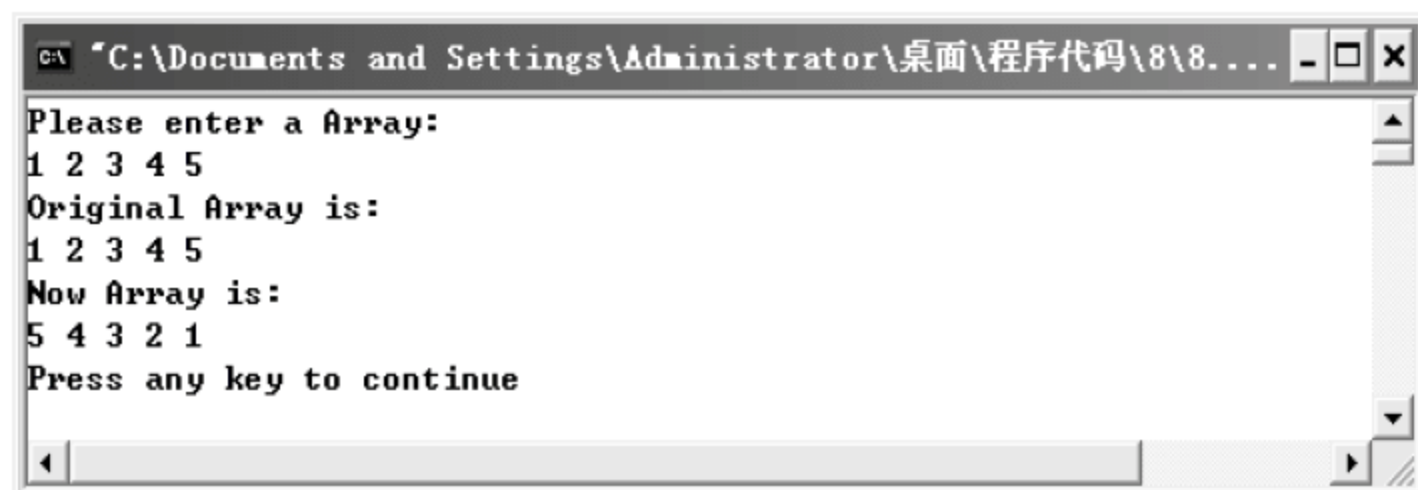 "C:\Documents and Settings\Administrator\桌面\程序代码\8\8....
Please enter a Array:
1 2 3 4 5
Original Array is:
1 2 3 4 5
Now Array is:
5 4 3 2 1
Press any key to continue